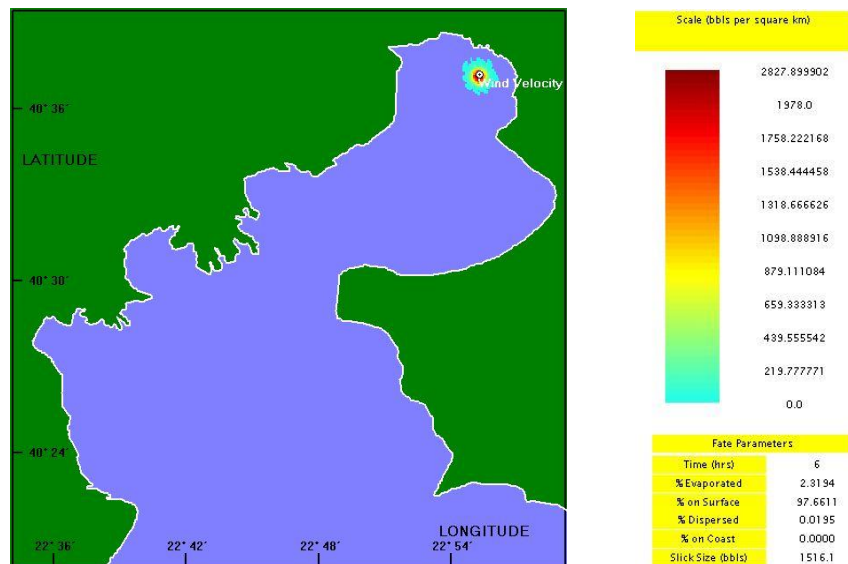 Scale (bbls per square km)
2827.899902
1978.0
1758.222168
1538.444458
1318.666626
1098.888916
879.111084
659.333313
439.555542
219.777771
0.0
Wind Velocity
40° 36´
LATITUDE
40° 30´
40° 24´
LONGITUDE
22° 36´
22° 42´
22° 48´
22° 54´
Fate Parameters
Time (hrs) 6
% Evaporated 2.3194
% on Surface 97.6611
% Dispersed 0.0195
% on Coast 0.0000
Slick Size (bbls) 1516.1